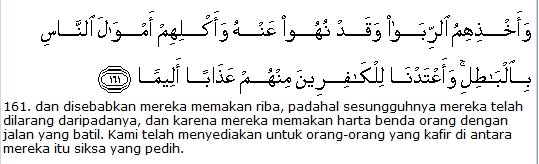 وَأَخْذِهِمُ ٱلرِّبَوٰا۟ وَقَدْ نُهُوا۟ عَنْهُ وَأَكْلِهِمْ أَمْوَٰلَ ٱلنَّاسِ
بِٱلْبَٰطِلِ ۚ وَأَعْتَدْنَا لِلْكَٰفِرِينَ مِنْهُمْ عَذَابًا أَلِيمًا ﴿١٦١﴾
161. dan disebabkan mereka memakan riba, padahal sesungguhnya mereka telah
dilarang daripadanya, dan karena mereka memakan harta benda orang dengan
jalan yang batil. Kami telah menyediakan untuk orang-orang yang kafir di antara
mereka itu siksa yang pedih.